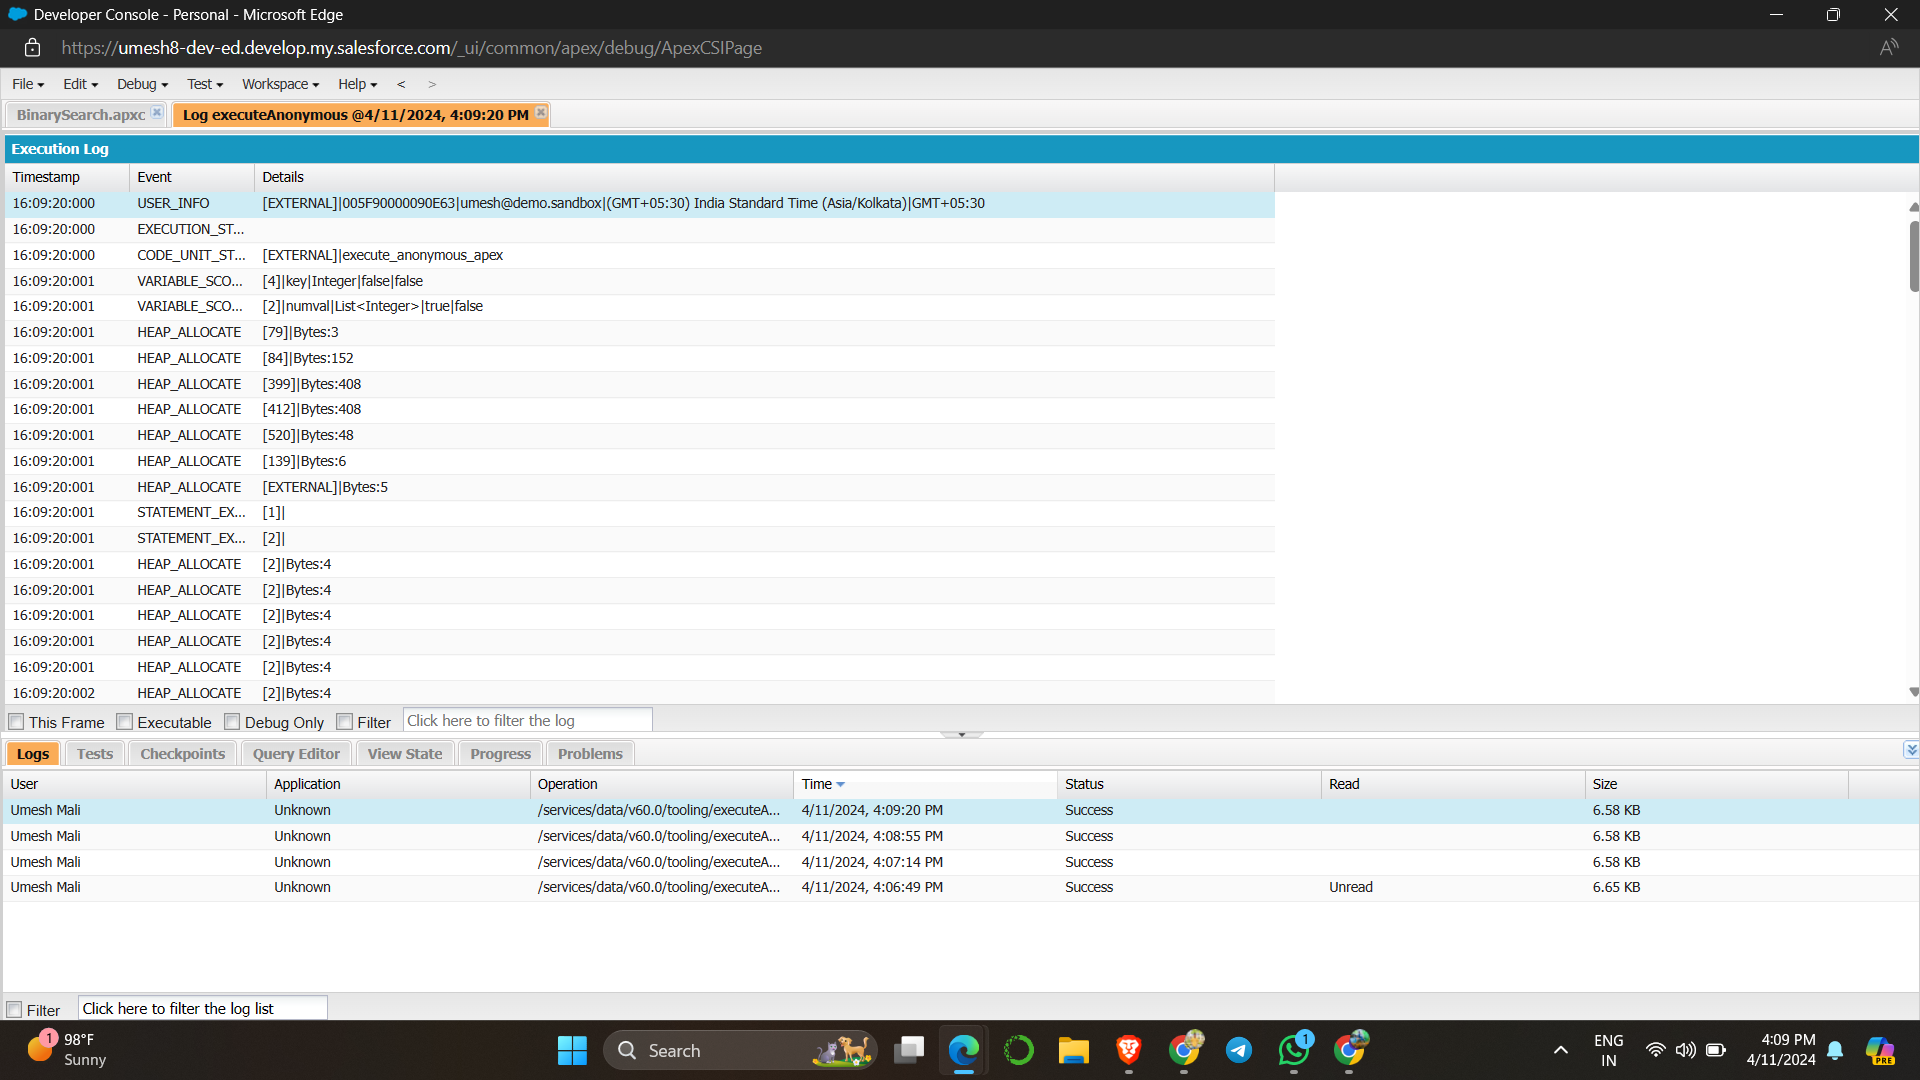 Developer Console - Personal - Microsoft Edge
https://umesh8-dev-ed.develop.my.salesforce.com/_ui/common/apex/debug/ApexCSIPage
File Edit Debug Test Workspace Help < >
BinarySearch.apxc Log executeAnonymous @4/11/2024, 4:09:20 PM
Execution Log
Timestamp Event Details
16:09:20:000 USER_INFO [EXTERNAL]|005F90000090E63|umesh@demo.sandbox|(GMT+05:30) India Standard Time (Asia/Kolkata)|GMT+05:30
16:09:20:000 EXECUTION_ST...
16:09:20:000 CODE_UNIT_ST... [EXTERNAL]|execute_anonymous_apex
16:09:20:001 VARIABLE_SCO... [4]|key|Integer|false|false
16:09:20:001 VARIABLE_SCO... [2]|numval|List<Integer>|true|false
16:09:20:001 HEAP_ALLOCATE [79]|Bytes:3
16:09:20:001 HEAP_ALLOCATE [84]|Bytes:152
16:09:20:001 HEAP_ALLOCATE [399]|Bytes:408
16:09:20:001 HEAP_ALLOCATE [412]|Bytes:408
16:09:20:001 HEAP_ALLOCATE [520]|Bytes:48
16:09:20:001 HEAP_ALLOCATE [139]|Bytes:6
16:09:20:001 HEAP_ALLOCATE [EXTERNAL]|Bytes:5
16:09:20:001 STATEMENT_EX... [1]|
16:09:20:001 STATEMENT_EX... [2]|
16:09:20:001 HEAP_ALLOCATE [2]|Bytes:4
16:09:20:001 HEAP_ALLOCATE [2]|Bytes:4
16:09:20:001 HEAP_ALLOCATE [2]|Bytes:4
16:09:20:001 HEAP_ALLOCATE [2]|Bytes:4
16:09:20:001 HEAP_ALLOCATE [2]|Bytes:4
16:09:20:002 HEAP_ALLOCATE [2]|Bytes:4
This Frame Executable Debug Only Filter Click here to filter the log
Logs Tests Checkpoints Query Editor View State Progress Problems
User Application Operation Time Status Read Size
Umesh Mali Unknown /services/data/v60.0/tooling/executeA... 4/11/2024, 4:09:20 PM Success 6.58 KB
Umesh Mali Unknown /services/data/v60.0/tooling/executeA... 4/11/2024, 4:08:55 PM Success 6.58 KB
Umesh Mali Unknown /services/data/v60.0/tooling/executeA... 4/11/2024, 4:07:14 PM Success 6.58 KB
Umesh Mali Unknown /services/data/v60.0/tooling/executeA... 4/11/2024, 4:06:49 PM Success Unread 6.65 KB
Filter Click here to filter the log list
1 98°F Search 1 ENG 4:09 PM
Sunny IN 4/11/2024 PRE